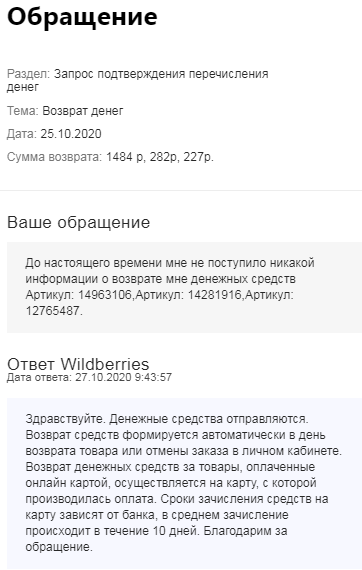 Обращение
Раздел: Запрос подтверждения перечисления
денег
Тема: Возврат денег
Дата: 25.10.2020
Сумма возврата: 1484 р, 282р, 227р.
Ваше обращение
До настоящего времени мне не поступило никакой
информации о возврате мне денежных средств
Артикул: 14963106,Артикул: 14281916,Артикул:
12765487.
Ответ Wildberries
Дата ответа: 27.10.2020 9:43:57
Здравствуйте. Денежные средства отправляются.
Возврат средств формируется автоматически в день
возврата товара или отмены заказа в личном кабинете.
Возврат денежных средств за товары, оплаченные
онлайн картой, осуществляется на карту, с которой
производилась оплата. Сроки зачисления средств на
карту зависят от банка, в среднем зачисление
происходит в течение 10 дней. Благодарим за
обращение.